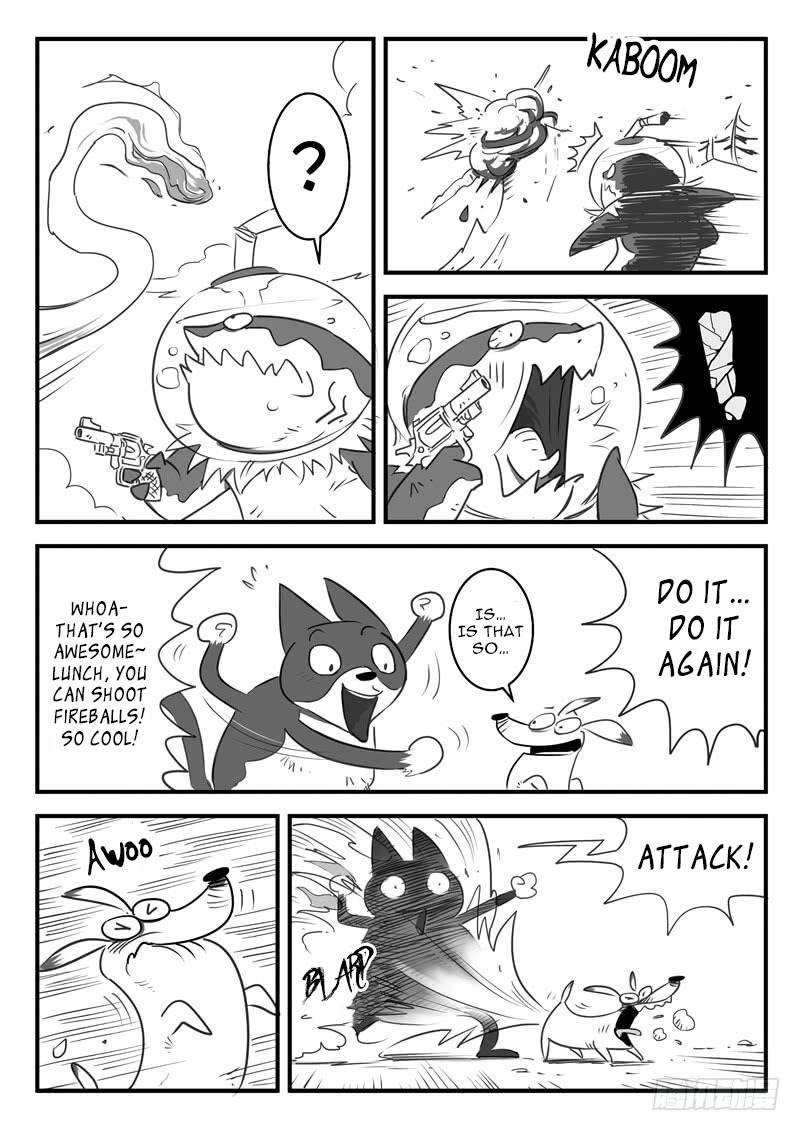 ?
KABOOM
WHOA-
THAT'S SO
AWESOME~
LUNCH, YOU
CAN SHOOT
FIREBALLS!
SO COOL!
IS...
IS THAT
SO...
DO IT...
DO IT
AGAIN!
AWOO
ATTACK!
BLARP